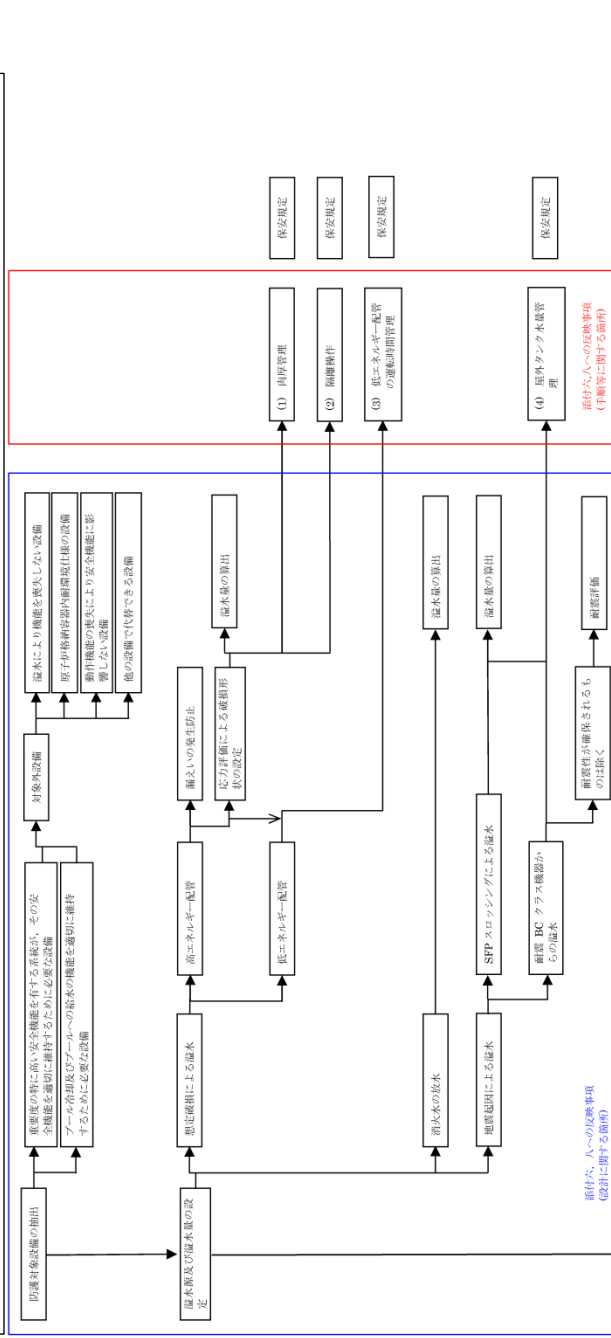 防護対象設備の抽出
重要度の特に高い安全機能を有する系統が，その安
全機能を適切に維持するために必要な設備
プール冷却及びプールへの給水の機能を適切に維持
するために必要な設備
対象外設備
溢水により機能を喪失しない設備
原子炉格納容器内耐環境仕様の設備
動作機能の喪失により安全機能に影
響しない設備
他の設備で代替できる設備
溢水源及び溢水量の設
定
想定破損による溢水
高エネルギー配管
漏えいの発生防止
応力評価による破損形
状の設定
溢水量の算出
低エネルギー配管
(1) 肉厚管理
保安規定
(2) 隔離操作
保安規定
(3) 低エネルギー配管
の運転時間管理
保安規定
消火水の放水
溢水量の算出
地震起因による溢水
SFP スロッシングによる溢水
溢水量の算出
耐震 BC クラス機器か
らの溢水
耐震性が確保されるも
のは除く
耐震評価
(4) 屋外タンク水量管
理
保安規定
添付六，八への反映事項
(設計に関する箇所)
添付六,八への反映事項
(手順等に関する箇所)